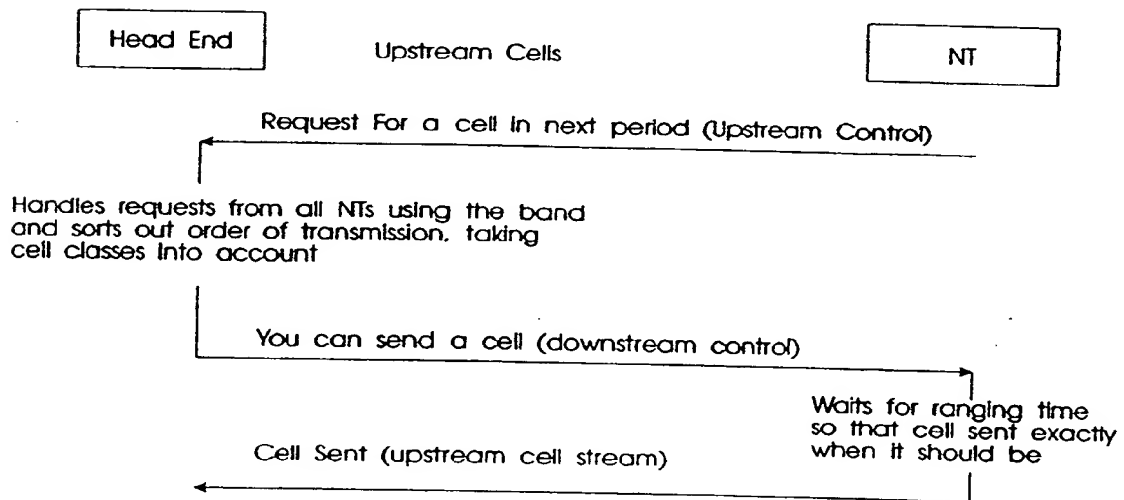 Head End
Upstream Cells
NT
Request For a cell in next period (Upstream Control)
Handles requests from all NTs using the band
and sorts out order of transmission. taking
cell classes into account
You can send a cell (downstream control)
Waits for ranging time
so that cell sent exactly
when it should be
Cell Sent (upstream cell stream)